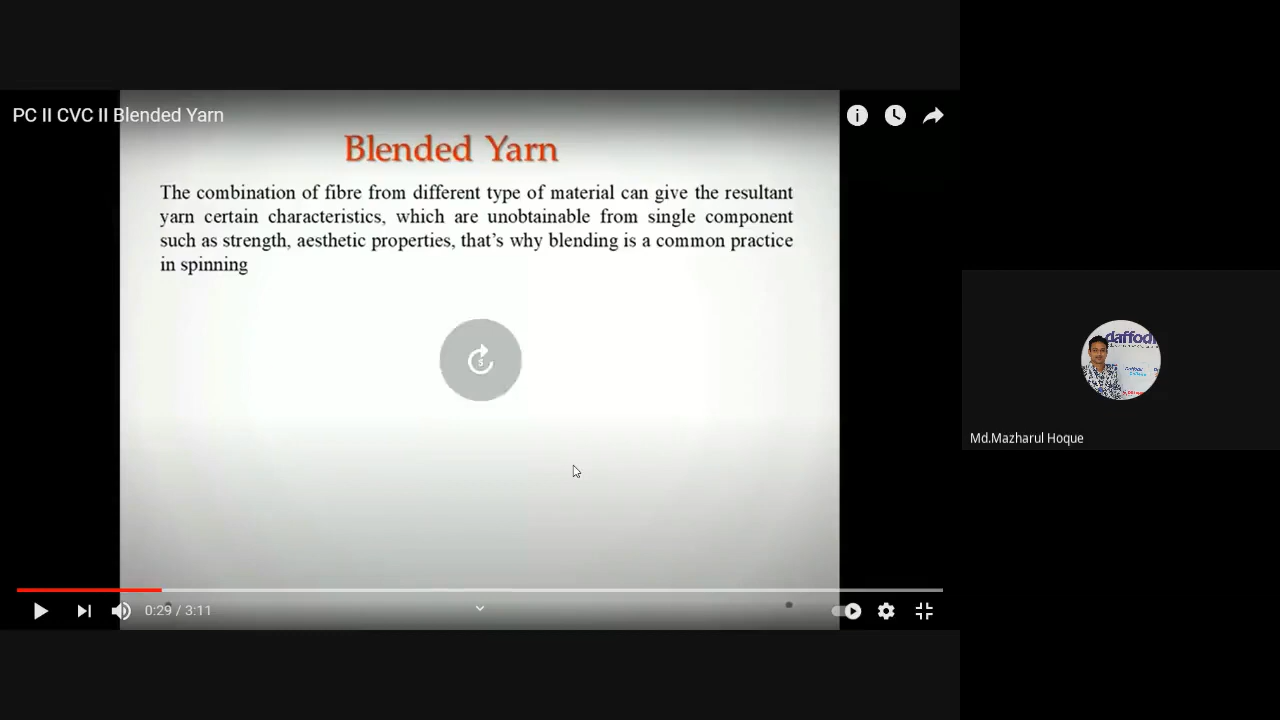 PC II CVC II Blended Yarn
Blended Yarn
The combination of fibre from different type of material can give the resultant
yarn certain characteristics, which are unobtainable from single component
such as strength, aesthetic properties, that's why blending is a common practice
in spinning
5
0:29 / 3:11
daffodil
Md.Mazharul Hoque